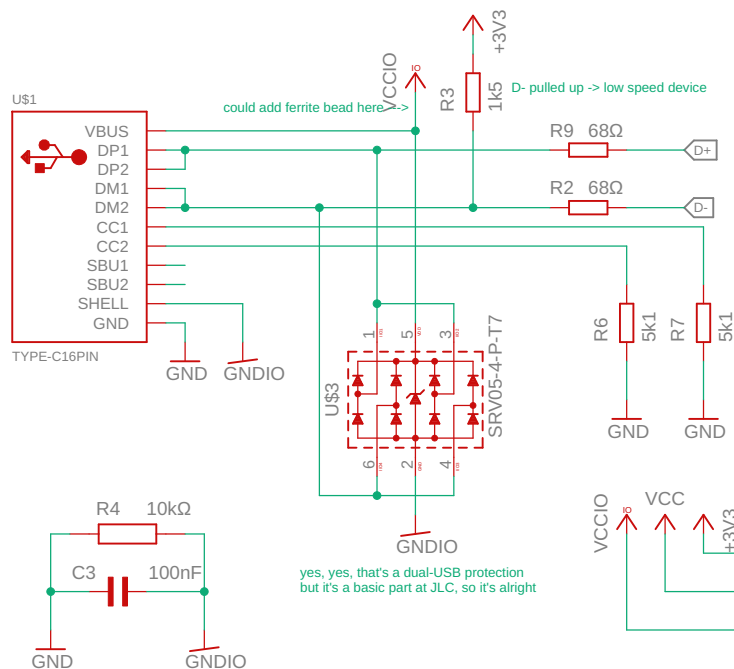 +3V3
VCCIO
IO
U$1
could add ferrite bead here -->
R3
1k5
D- pulled up -> low speed device
VBUS
DP1
DP2
DM1
DM2
CC1
CC2
SBU1
SBU2
SHELL
GND
TYPE-C16PIN
R9 68Ω
D+
R2 68Ω
D-
GND
GNDIO
R6
5k1
R7
5k1
GND
GND
1
5
3
U$3
SRV05-4-P-T7
6
2
4
GNDIO
yes, yes, that's a dual-USB protection
but it's a basic part at JLC, so it's alright
R4 10kΩ
C3 100nF
GND
GNDIO
VCCIO
IO
VCC
+3V3